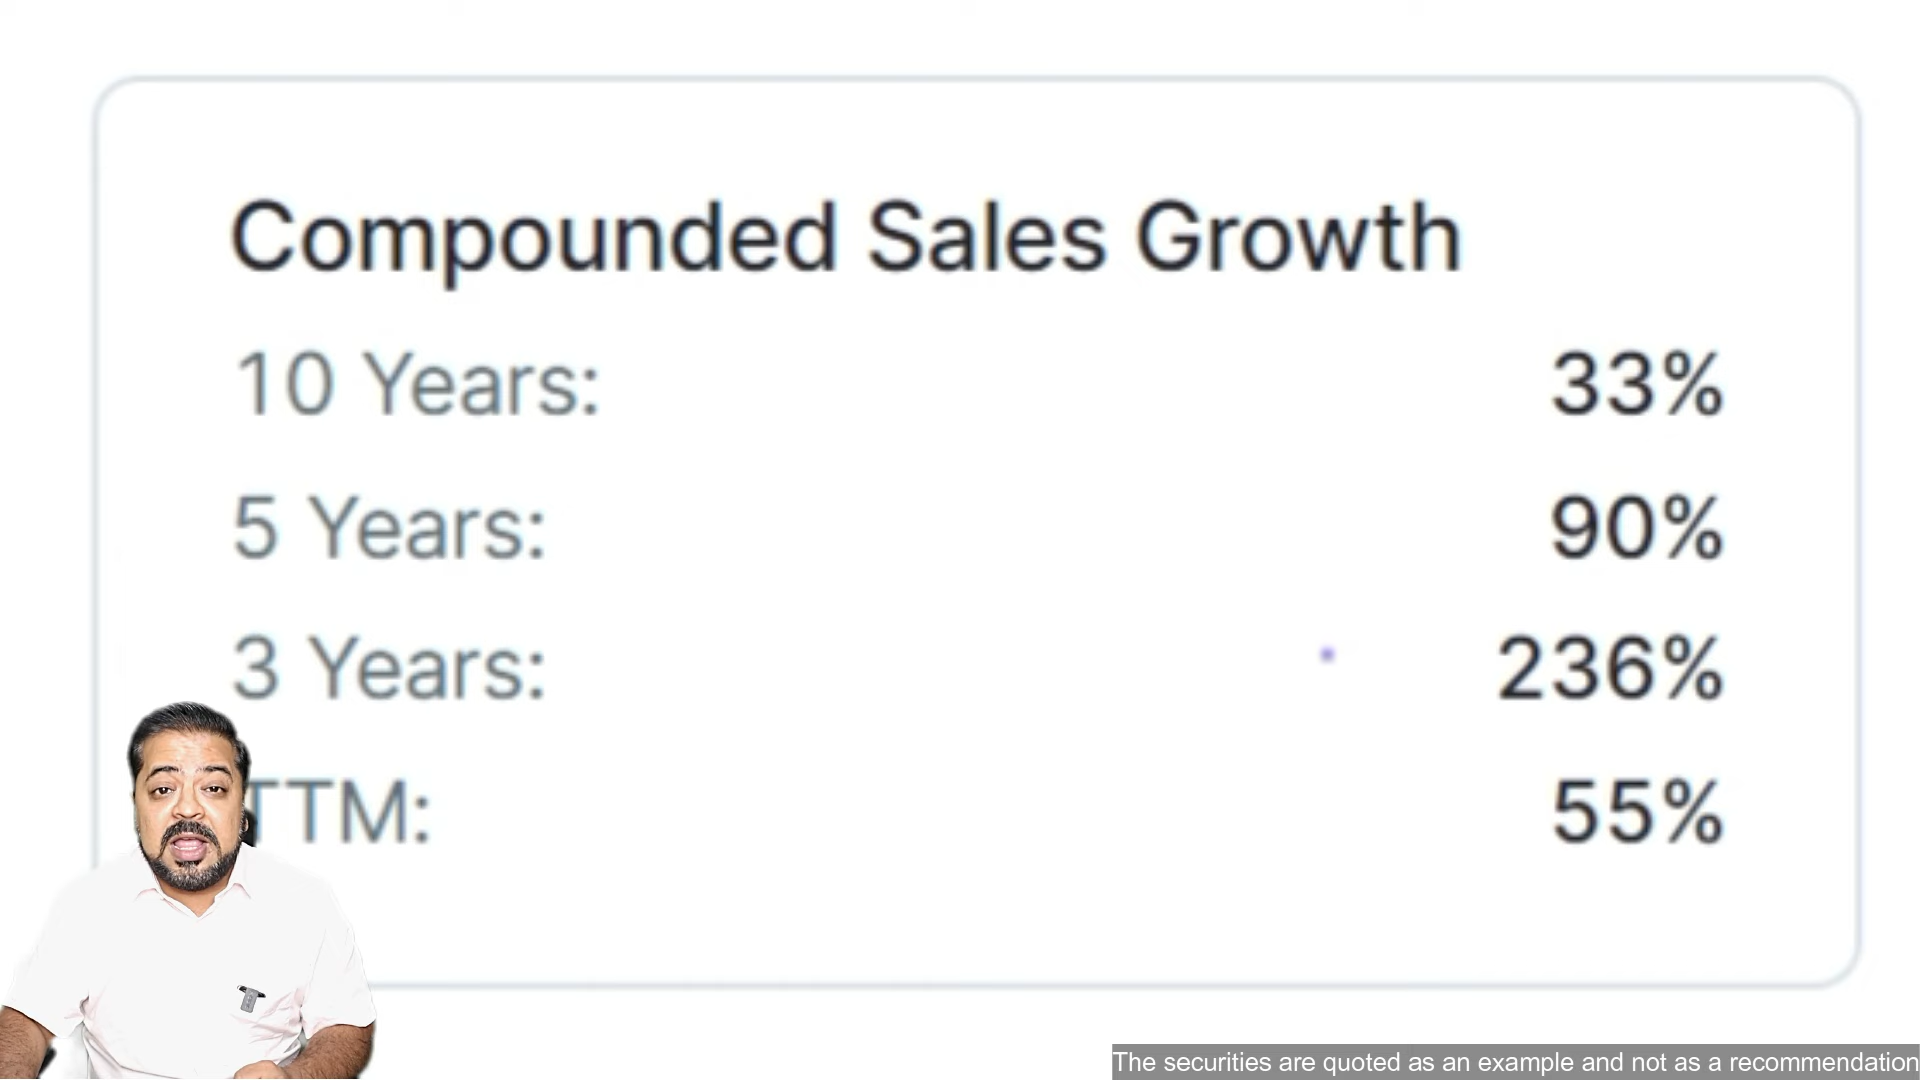 Compounded Sales Growth
10 Years: 33%
5 Years: 90%
3 Years: 236%
TTM: 55%
The securities are quoted as an example and not as a recommendation